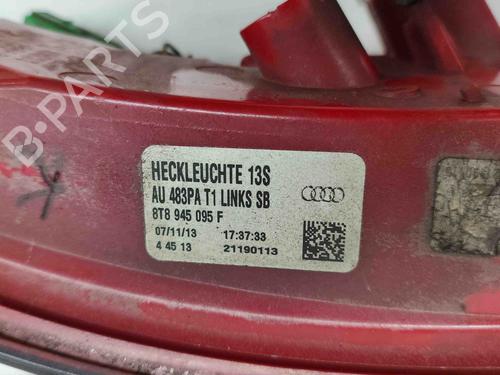 HECKLEUCHTE 13S
AU 483PA T1 LINKS SB
8T8 945 095 F
07/11/13 17:37:33
4 45 13 21190113
B-PARTS